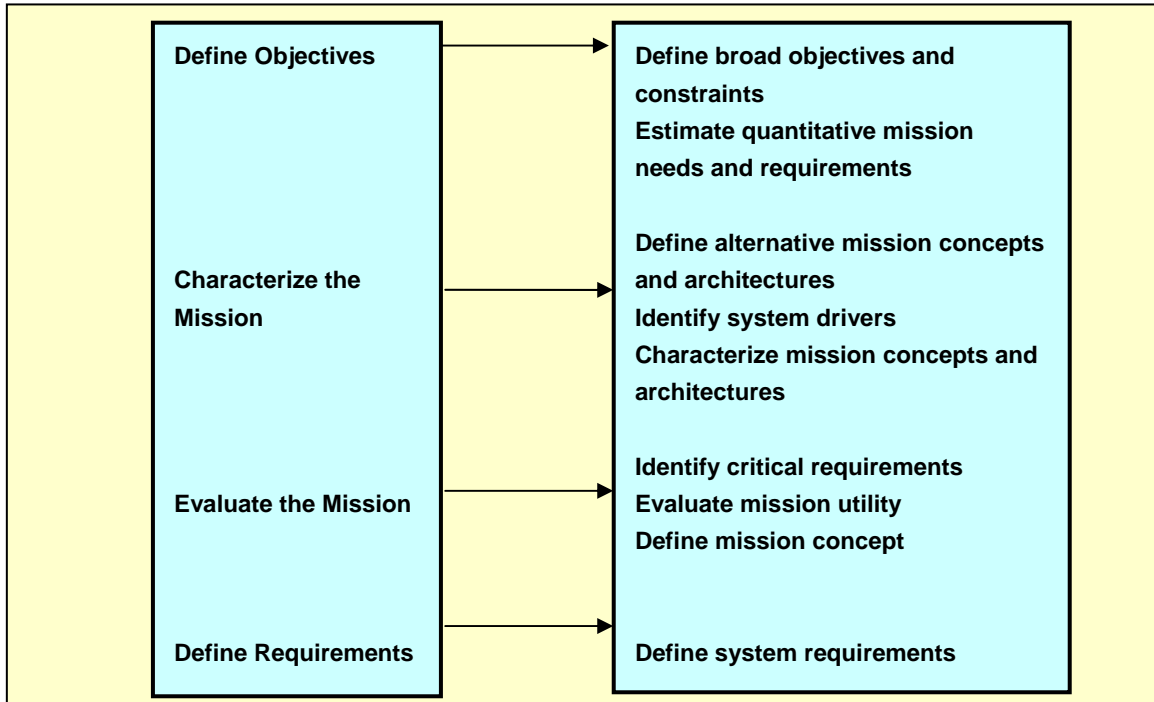 Define Objectives
Define broad objectives and
constraints
Estimate quantitative mission
needs and requirements
Characterize the
Mission
Define alternative mission concepts
and architectures
Identify system drivers
Characterize mission concepts and
architectures
Evaluate the Mission
Identify critical requirements
Evaluate mission utility
Define mission concept
Define Requirements
Define system requirements